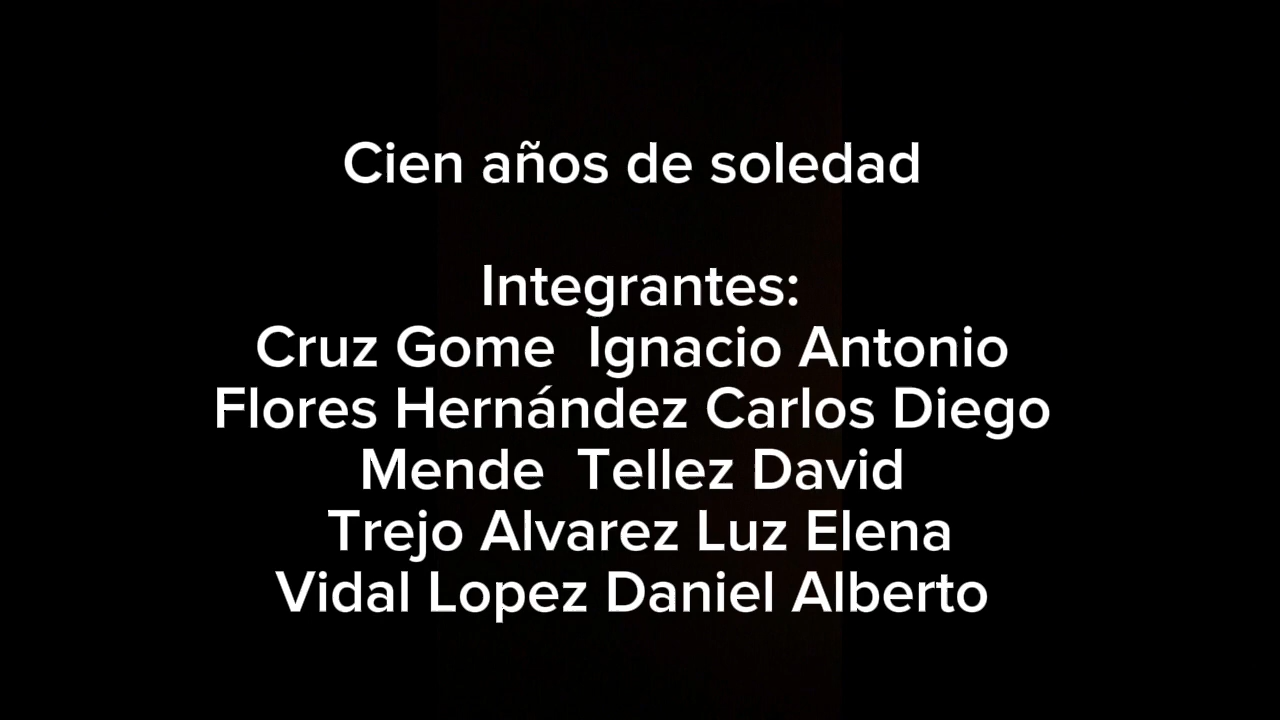 Cien años de soledad
Integrantes:
Cruz Gome  Ignacio Antonio
Flores Hernández Carlos Diego
Mende  Tellez David
Trejo Alvarez Luz Elena
Vidal Lopez Daniel Alberto